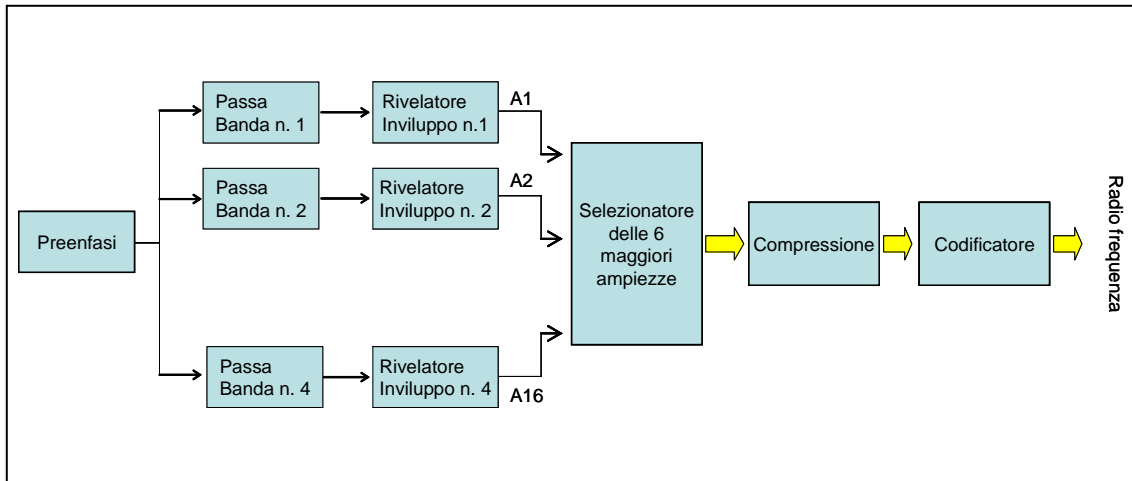 Preenfasi
Passa
Banda n. 1
Rivelatore
Inviluppo n.1
A1
Passa
Banda n. 2
Rivelatore
Inviluppo n. 2
A2
Passa
Banda n. 4
Rivelatore
Inviluppo n. 4
A16
Selezionatore
delle 6
maggiori
ampiezze
Compressione
Codificatore
Radio frequenza